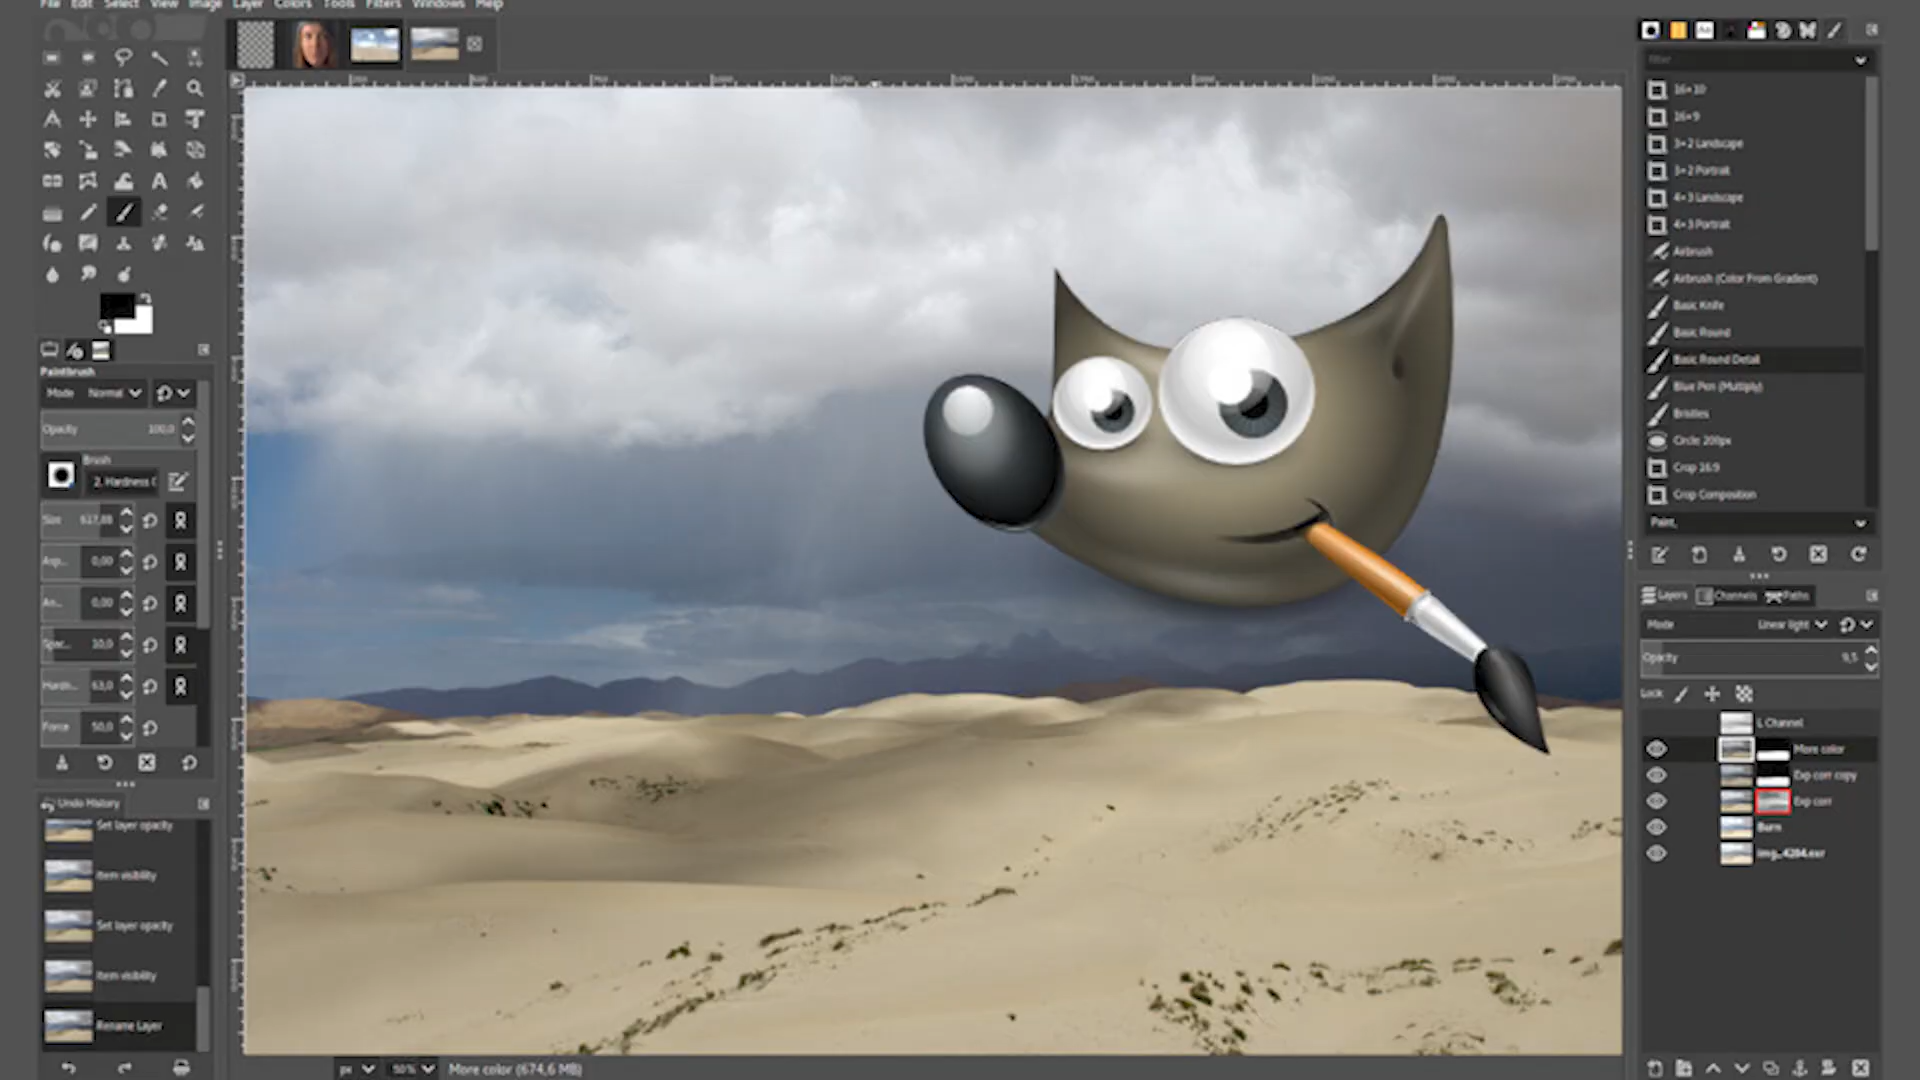 File Edit Select View Image Layer Colors Tools Filters Windows Help
Paintbrush
Mode Normal
Opacity 100,0
Brush
2. Hardness 0
Size 617,88
Asp... 0,00
An... 0,00
Spac... 10,0
Hardn... 63,0
Force 50,0
Undo History
Set layer opacity
Item visibility
Set layer opacity
Item visibility
Rename Layer
px 50% More color (674,6 MB)
Filter
16×10
16×9
3×2 Landscape
3×2 Portrait
4×3 Landscape
4×3 Portrait
Airbrush
Airbrush (Color From Gradient)
Basic Knife
Basic Round
Basic Round Detail
Blue Pen (Multiply)
Bristles
Circle 200px
Crop 16:9
Crop Composition
Paint,
Layers Channels Paths
Mode Linear light
Opacity 9,5
Lock
L Channel
More color
Exp corr copy
Exp corr
Burn